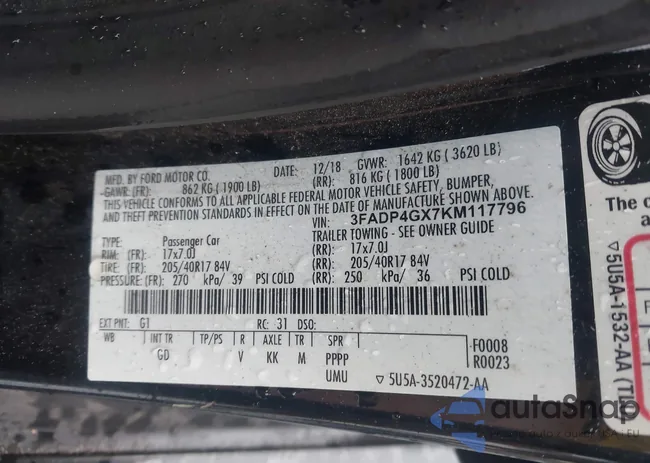 MFD. BY FORD MOTOR CO.
DATE: 12/18 GVWR: 1642 KG ( 3620 LB)
GAWR: (FR): 862 KG ( 1900 LB) (RR): 816 KG ( 1800 LB)
THIS VEHICLE CONFORMS TO ALL APPLICABLE FEDERAL MOTOR VEHICLE SAFETY, BUMPER,
AND THEFT PREVENTION STANDARDS IN EFFECT ON THE DATE OF MANUFACTURE SHOWN ABOVE.
VIN: 3FADP4GX7KM117796
TYPE: Passenger Car TRAILER TOWING - SEE OWNER GUIDE
RIM: (FR): 17x7.0J (RR): 17x7.0J
TIRE: (FR): 205/40R17 84V (RR): 205/40R17 84V
PRESSURE: (FR): 270 kPa/ 39 PSI COLD (RR): 250 kPa/ 36 PSI COLD
EXT PNT: G1 RC: 31 DSO:
WB INT TR TP/PS R AXLE TR SPR
GD V KK M PPPP
UMU
F0008
R0023
▽ 5U5A-3520472-AA
The c
▽5U5A-1532-AA
autaSnap